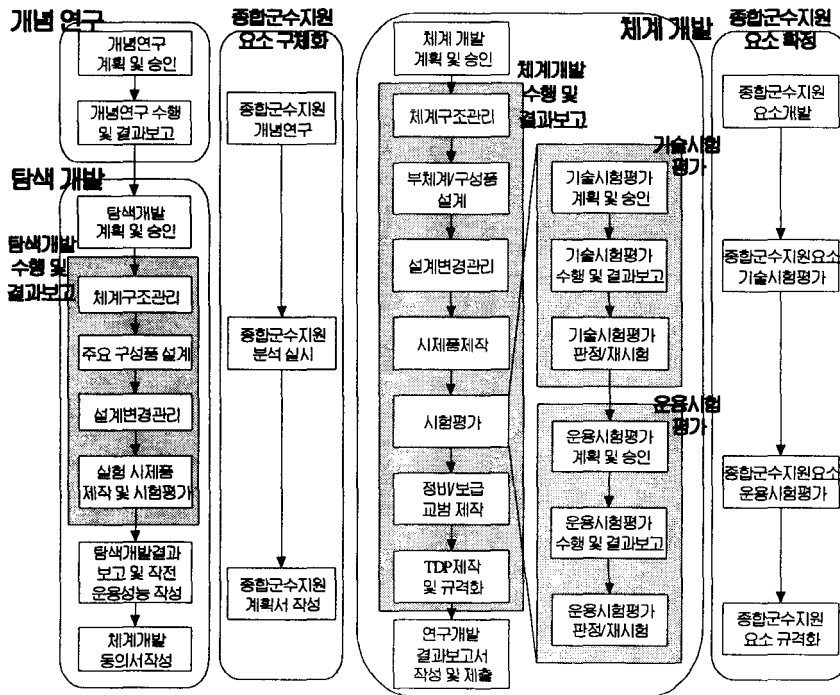 개념 연구
개념연구
계획 및 승인
개념연구 수행
및 결과보고
탐색 개발
탐색개발
계획 및 승인
탐색개발
수행 및
결과보고
체계구조관리
주요 구성품 설계
설계변경관리
실험 시제품
제작 및 시험평가
탐색개발결과
보고 및 작전
운용성능 작성
체계개발
동의서작성
종합군수지원
요소 구체화
종합군수지원
개념연구
종합군수지원
분석 실시
종합군수지원
계획서 작성
체계 개발
체계 개발
계획 및 승인
체계개발
수행 및
결과보고
체계구조관리
부체계/구성품
설계
설계변경관리
시제품제작
시험평가
정비/보급
교범 제작
TDP제작
및 규격화
연구개발
결과보고서
작성 및 제출
기술시험
평가
기술시험평가
계획 및 승인
기술시험평가
수행 및 결과보고
기술시험평가
판정/재시험
운용시험
평가
운용시험평가
계획 및 승인
운용시험평가
수행 및 결과보고
운용시험평가
판정/재시험
종합군수지원
요소 확정
종합군수지원
요소개발
종합군수지원요소
기술시험평가
종합군수지원요소
운용시험평가
종합군수지원
요소 규격화